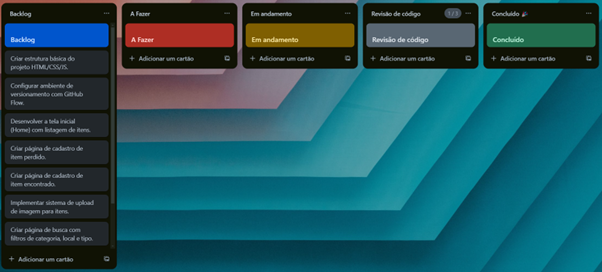 Backlog
Backlog
Criar estrutura básica do
projeto HTML/CSS/JS.
Configurar ambiente de
versionamento com GitHub
Flow.
Desenvolver a tela inicial
(Home) com listagem de itens.
Criar página de cadastro de
item perdido.
Criar página de cadastro de
item encontrado.
Implementar sistema de upload
de imagem para itens.
Criar página de busca com
filtros de categoria, local e tipo.
+ Adicionar um cartão
A Fazer
A Fazer
+ Adicionar um cartão
Em andamento
Em andamento
+ Adicionar um cartão
Revisão de código 1/3
Revisão de código
+ Adicionar um cartão
Concluído 🎉
Concluído
+ Adicionar um cartão